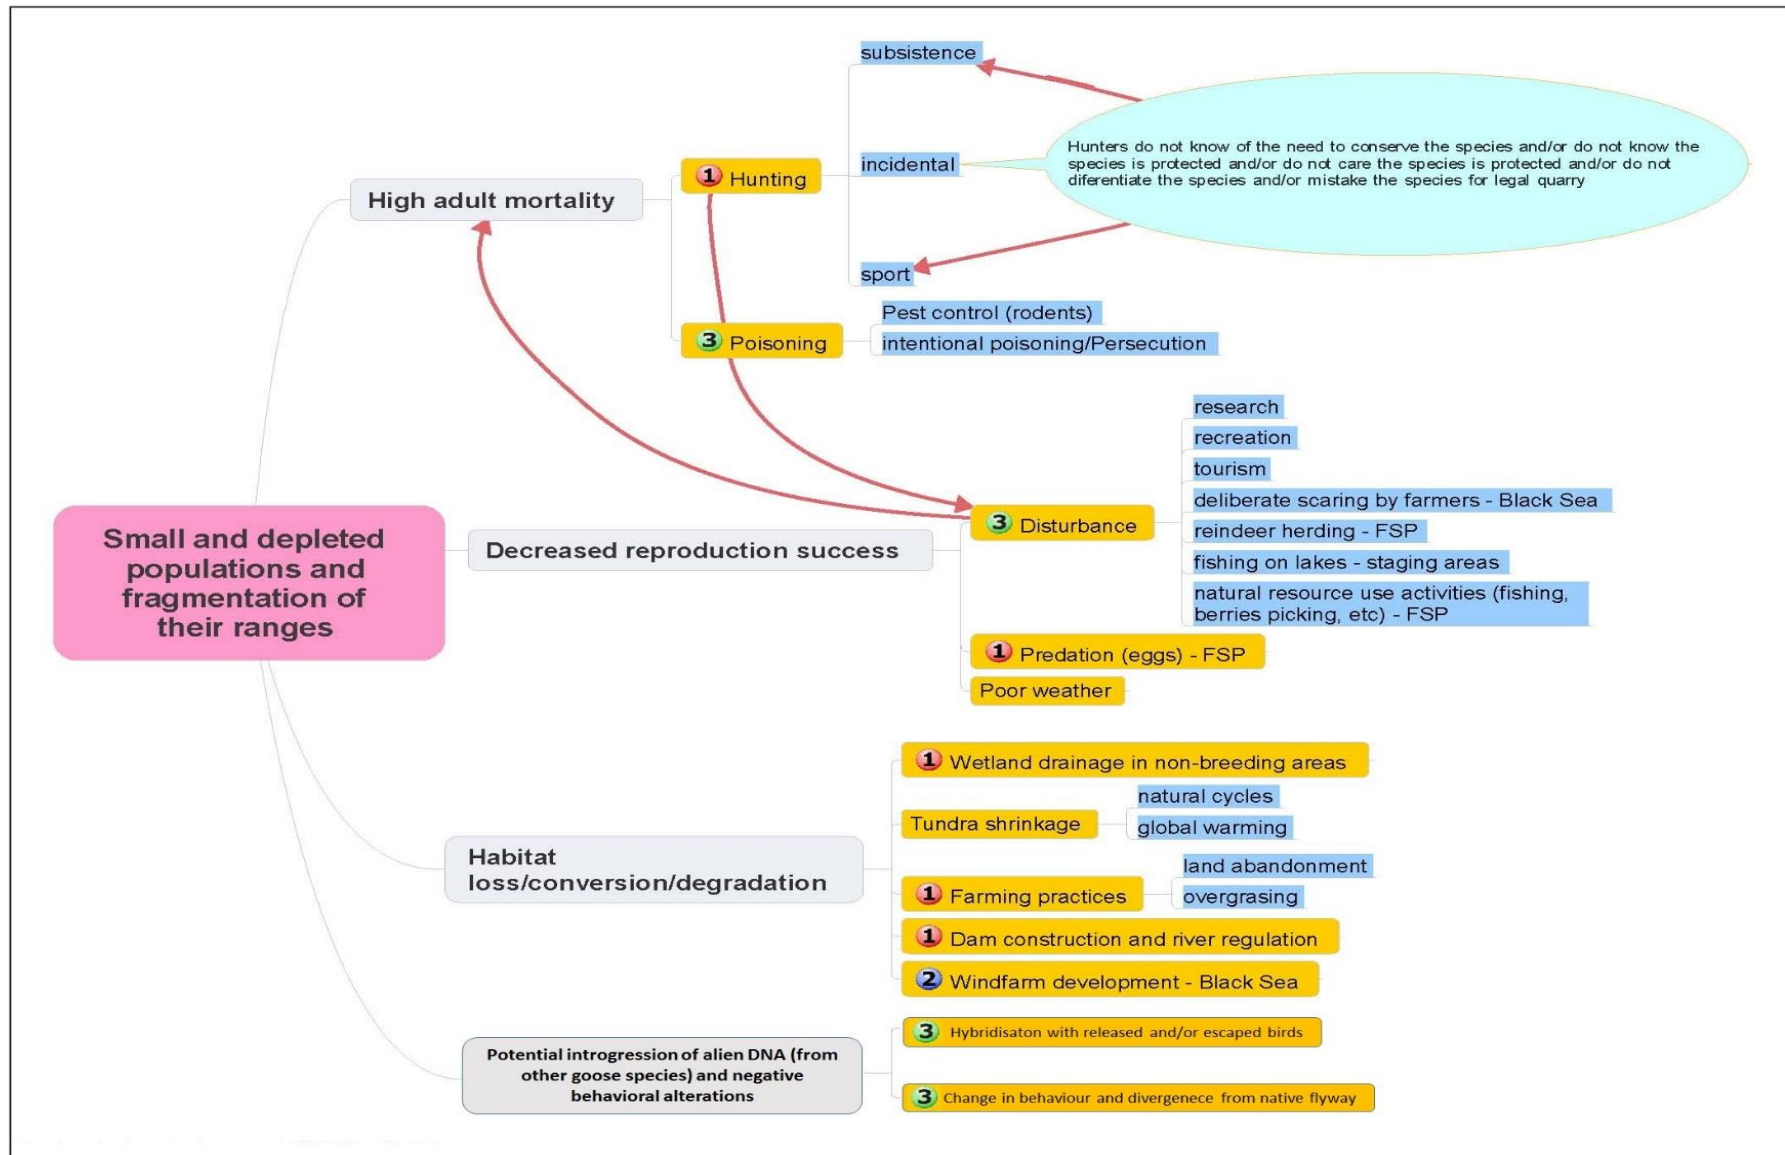 subsistence
Hunters do not know of the need to conserve the species and/or do not know the
species is protected and/or do not care the species is protected and/or do not
diferentiate the species and/or mistake the species for legal quarry
incidental
1 Hunting
High adult mortality
sport
Pest control (rodents)
3 Poisoning
intentional poisoning/Persecution
research
recreation
tourism
deliberate scaring by farmers - Black Sea
3 Disturbance
reindeer herding - FSP
fishing on lakes - staging areas
natural resource use activities (fishing,
berries picking, etc) - FSP
Decreased reproduction success
Small and depleted
populations and
fragmentation of
their ranges
1 Predation (eggs) - FSP
Poor weather
1 Wetland drainage in non-breeding areas
natural cycles
Tundra shrinkage
global warming
Habitat
loss/conversion/degradation
land abandonment
1 Farming practices
overgrasing
1 Dam construction and river regulation
2 Windfarm development - Black Sea
3 Hybridisaton with released and/or escaped birds
Potential introgression of alien DNA (from
other goose species) and negative
behavioral alterations
3 Change in behaviour and divergenece from native flyway